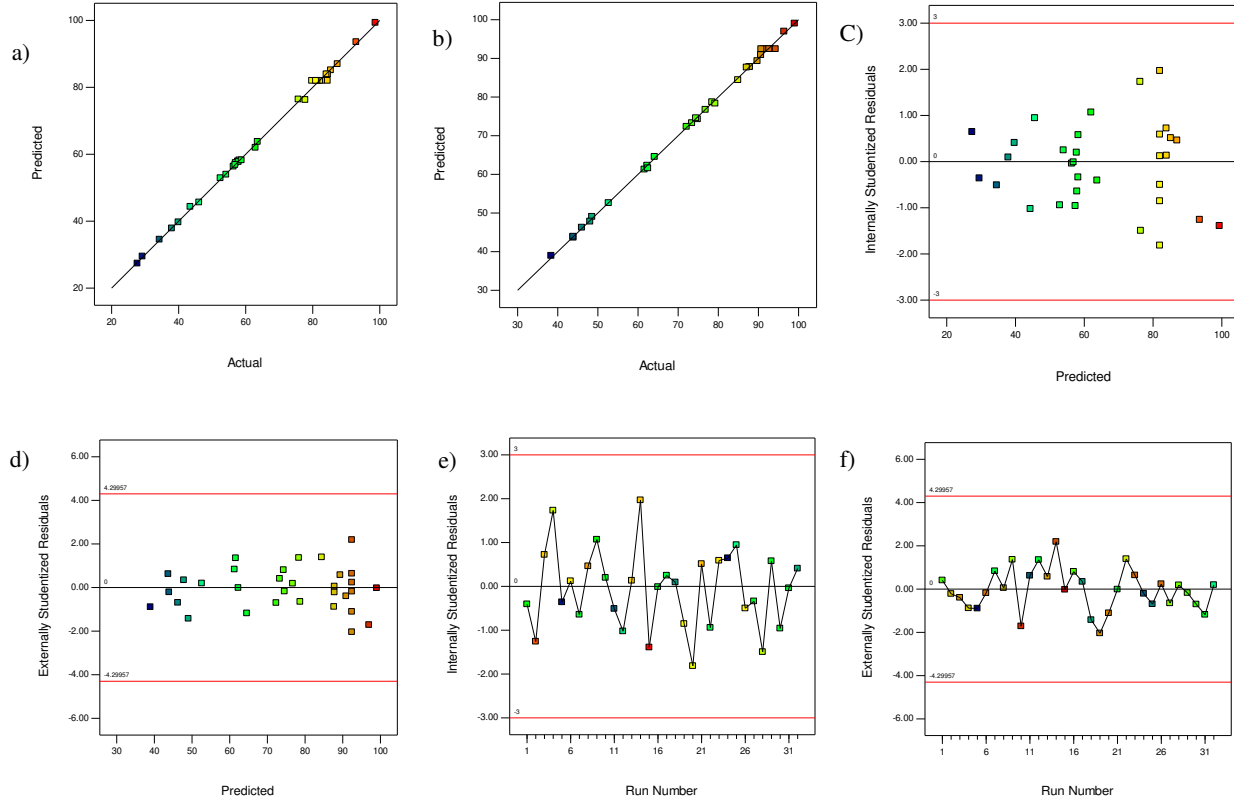 a)
Predicted
100
80
60
40
20
20 40 60 80 100
Actual
b)
Predicted
100
90
80
70
60
50
40
30
30 40 50 60 70 80 90 100
Actual
C)
Internally Studentized Residuals
3.00
2.00
1.00
0.00
-1.00
-2.00
-3.00
3
0
-3
20 40 60 80 100
Predicted
d)
Externally Studentized Residuals
6.00
4.00
2.00
0.00
-2.00
-4.00
-6.00
4.29957
0
-4.29957
30 40 50 60 70 80 90 100
Predicted
e)
Internally Studentized Residuals
3.00
2.00
1.00
0.00
-1.00
-2.00
-3.00
3
0
-3
1 6 11 16 21 26 31
Run Number
f)
Externally Studentized Residuals
6.00
4.00
2.00
0.00
-2.00
-4.00
-6.00
4.29957
0
-4.29957
1 6 11 16 21 26 31
Run Number